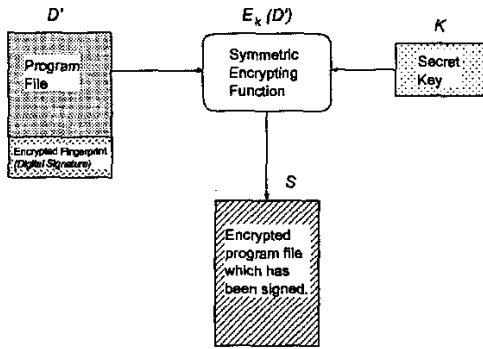 D'
E_k (D')
K
Program
File
Symmetric
Encrypting
Function
Secret
Key
Encrypted Fingerprint
(Digital Signature)
S
Encrypted
program file
which has
been signed.